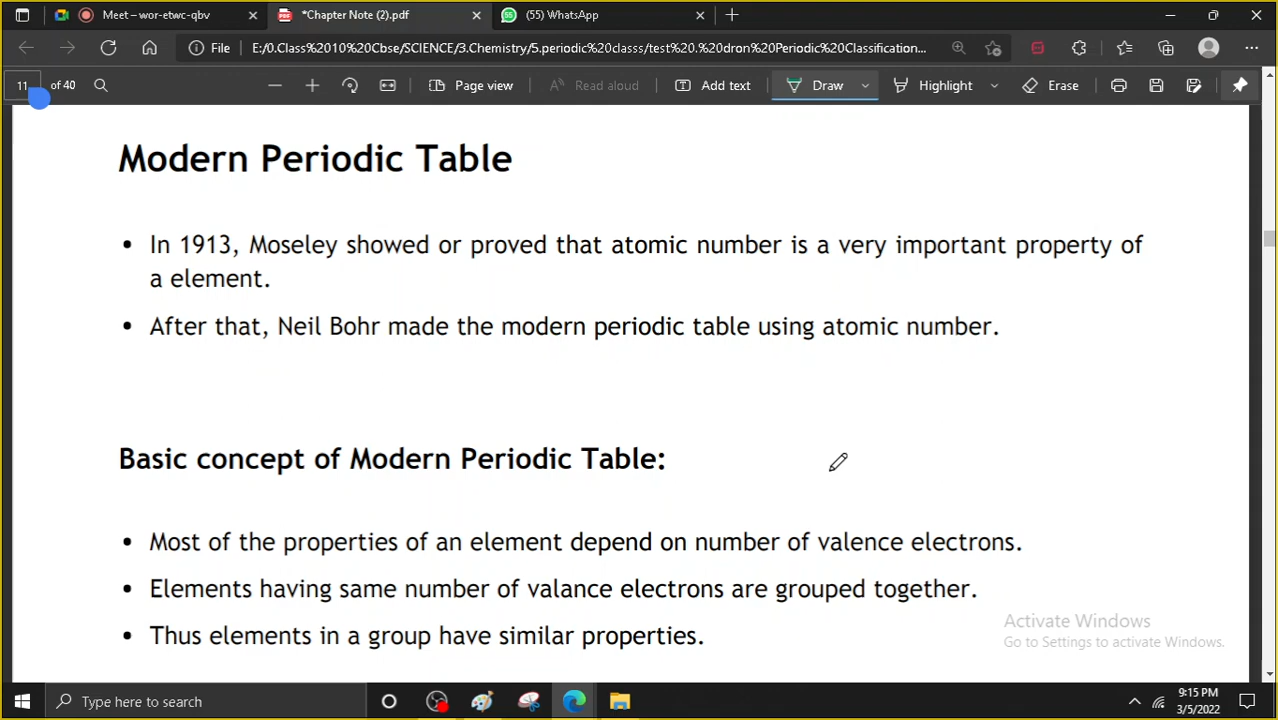 Meet – wor-etwc-qbv
*Chapter Note (2).pdf
(55) WhatsApp
File
E:/0.Class%2010%20Cbse/SCIENCE/3.Chemistry/5.periodic%20classs/test%20.%20dron%20Periodic%20Classification...
11 of 40
Page view
Read aloud
Add text
Draw
Highlight
Erase
Modern Periodic Table
• In 1913, Moseley showed or proved that atomic number is a very important property of
a element.
• After that, Neil Bohr made the modern periodic table using atomic number.
Basic concept of Modern Periodic Table:
• Most of the properties of an element depend on number of valence electrons.
• Elements having same number of valance electrons are grouped together.
• Thus elements in a group have similar properties.
Activate Windows
Go to Settings to activate Windows.
Type here to search
9:15 PM
3/5/2022